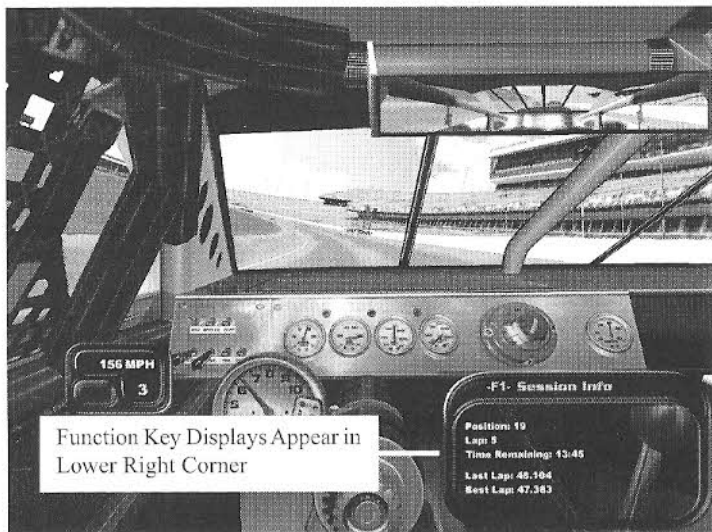 156 MPH
3
-F1- Session Info
Position: 19
Lap: 5
Time Remaining: 13:45
Last Lap: 48.104
Best Lap: 47.363
Function Key Displays Appear in
Lower Right Corner